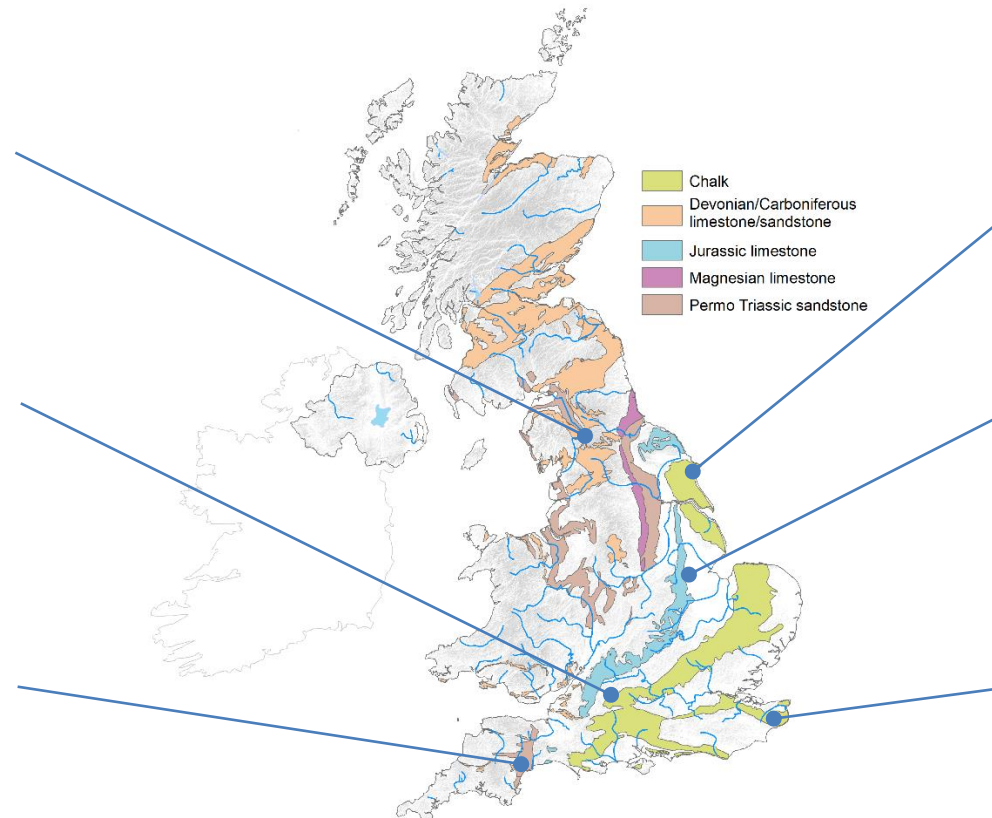 Chalk
Devonian/Carboniferous
limestone/sandstone
Jurassic limestone
Magnesian limestone
Permo Triassic sandstone